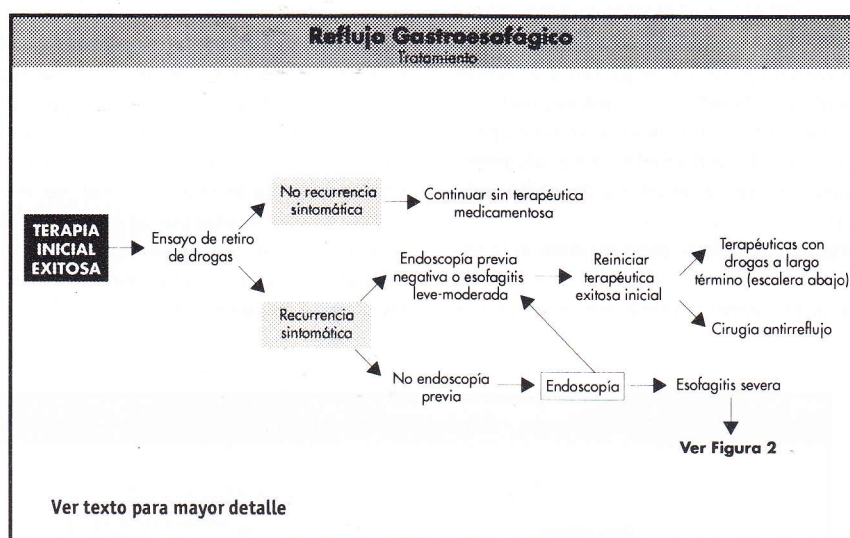 Reflujo Gastroesofágico
Tratamiento
No recurrencia
sintomática
Continuar sin terapéutica
medicamentosa
TERAPIA
INICIAL
EXITOSA
Ensayo de retiro
de drogas
Recurrencia
sintomática
Endoscopía previa
negativa o esofagitis
leve-moderada
Reiniciar
terapéutica
exitosa inicial
Terapéuticas con
drogas a largo
término (escalera abajo)
Cirugía antirreflujo
No endoscopía
previa
Endoscopía
Esofagitis severa
Ver Figura 2
Ver texto para mayor detalle